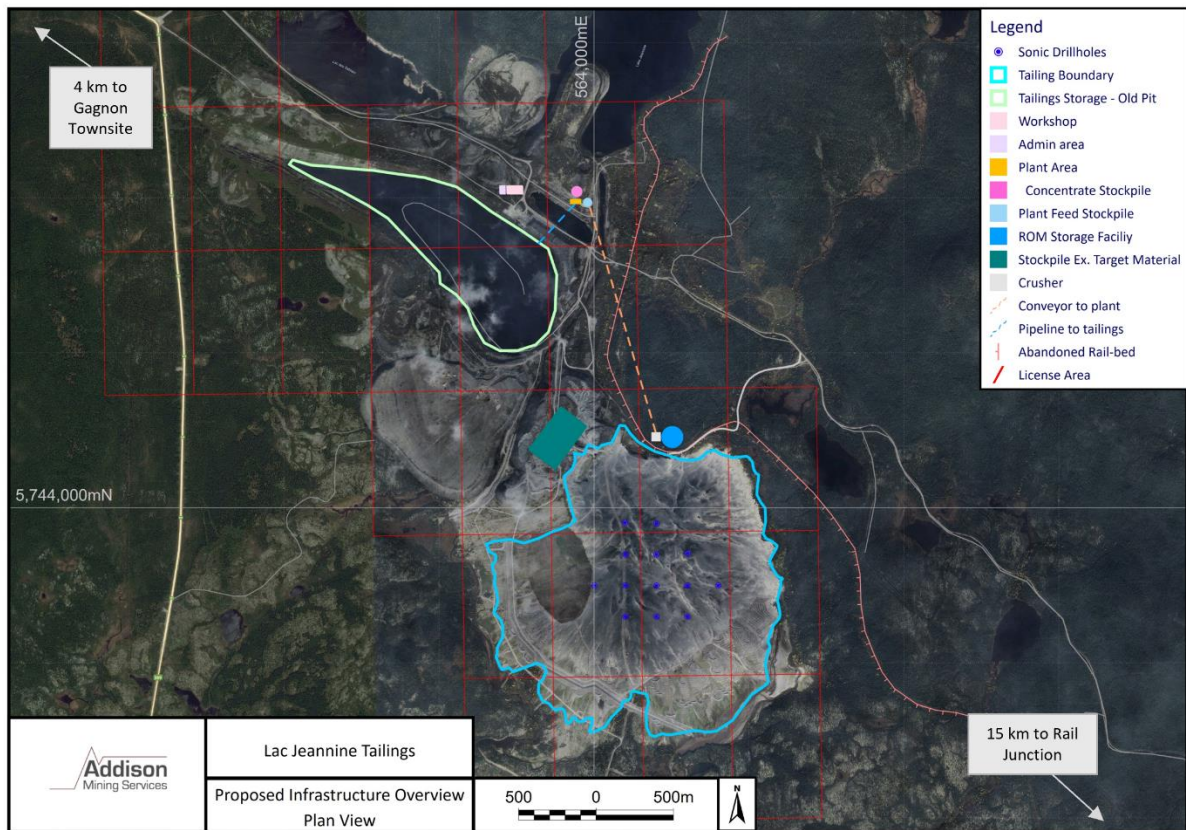 4 km to
Gagnon
Townsite
564,000mE
Legend
Sonic Drillholes
Tailing Boundary
Tailings Storage - Old Pit
Workshop
Admin area
Plant Area
Concentrate Stockpile
Plant Feed Stockpile
ROM Storage Faciliy
Stockpile Ex. Target Material
Crusher
Conveyor to plant
Pipeline to tailings
Abandoned Rail-bed
License Area
5,744,000mN
15 km to Rail
Junction
Addison
Mining Services
Lac Jeannine Tailings
Proposed Infrastructure Overview
Plan View
500 0 500m
N